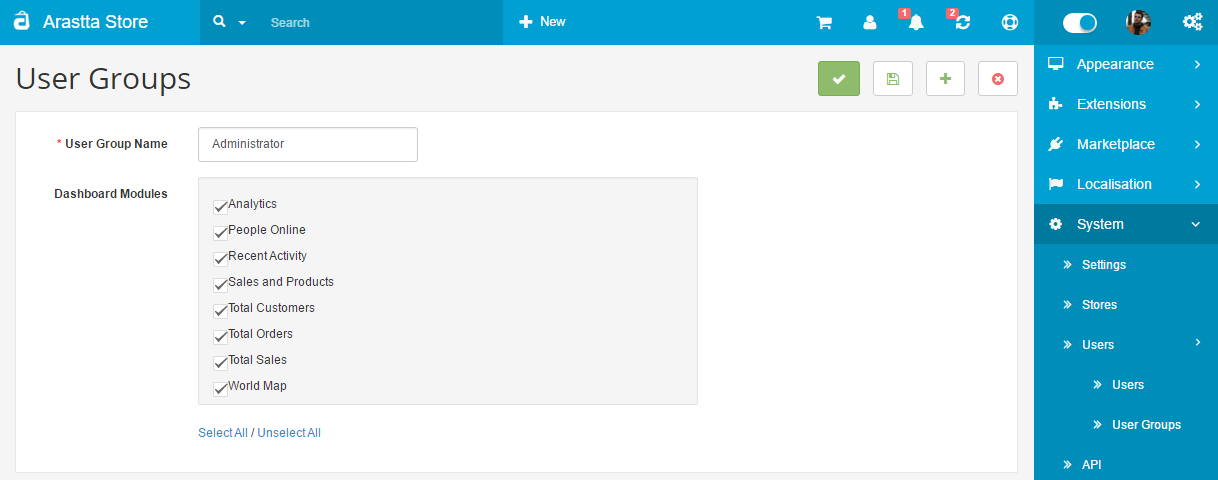 Arastta Store
Search
New
1
2
User Groups
* User Group Name
Administrator
Dashboard Modules
Analytics
People Online
Recent Activity
Sales and Products
Total Customers
Total Orders
Total Sales
World Map
Select All / Unselect All
Appearance
Extensions
Marketplace
Localisation
System
Settings
Stores
Users
Users
User Groups
API